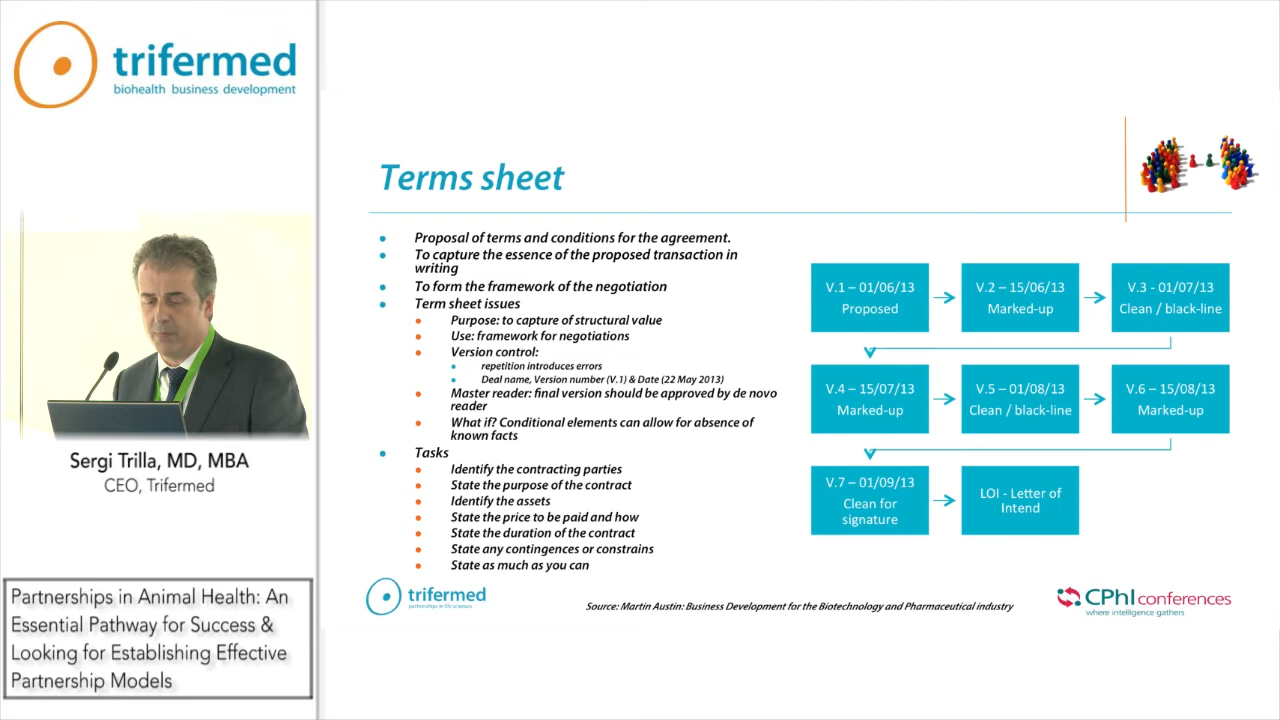 trifermed
biohealth business development
Sergi Trilla, MD, MBA
CEO, Trifermed
Partnerships in Animal Health: An
Essential Pathway for Success &
Looking for Establishing Effective
Partnership Models
Terms sheet
Proposal of terms and conditions for the agreement.
To capture the essence of the proposed transaction in
writing
To form the framework of the negotiation
Term sheet issues
Purpose: to capture of structural value
Use: framework for negotiations
Version control:
repetition introduces errors
Deal name, Version number (V.1) & Date (22 May 2013)
Master reader: final version should be approved by de novo
reader
What if? Conditional elements can allow for absence of
known facts
Tasks
Identify the contracting parties
State the purpose of the contract
Identify the assets
State the price to be paid and how
State the duration of the contract
State any contingences or constrains
State as much as you can
V.1 – 01/06/13
Proposed
V.2 – 15/06/13
Marked-up
V.3 - 01/07/13
Clean / black-line
V.4 – 15/07/13
Marked-up
V.5 – 01/08/13
Clean / black-line
V.6 – 15/08/13
Marked-up
V.7 – 01/09/13
Clean for
signature
LOI - Letter of
Intend
trifermed
partnerships in life sciences
Source: Martin Austin: Business Development for the Biotechnology and Pharmaceutical industry
CPhI conferences
where intelligence gathers